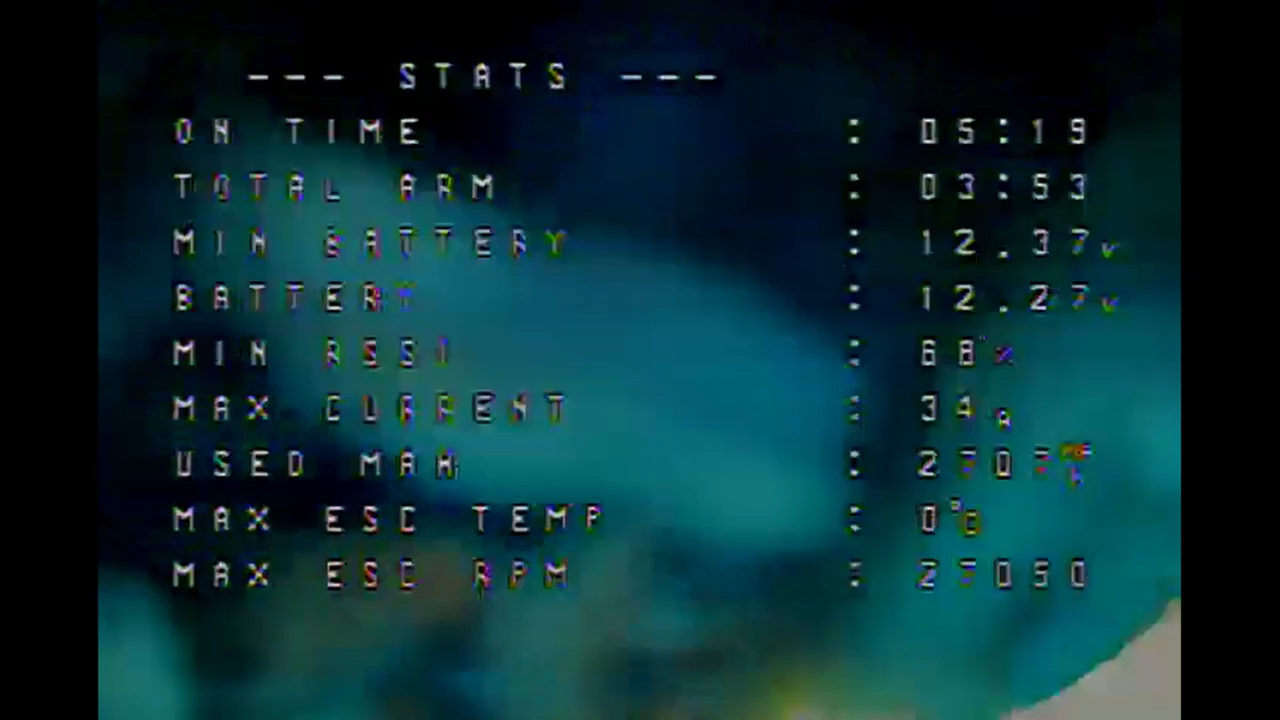 --- STATS ---
ON TIME : 05:19
TOTAL ARM : 03:53
MIN BATTERY : 12.37V
BATTERY : 12.27V
MIN RSSI : 68%
MAX CURRENT : 34A
USED MAH : 2707mAh
MAX ESC TEMP : 0°C
MAX ESC RPM : 27050